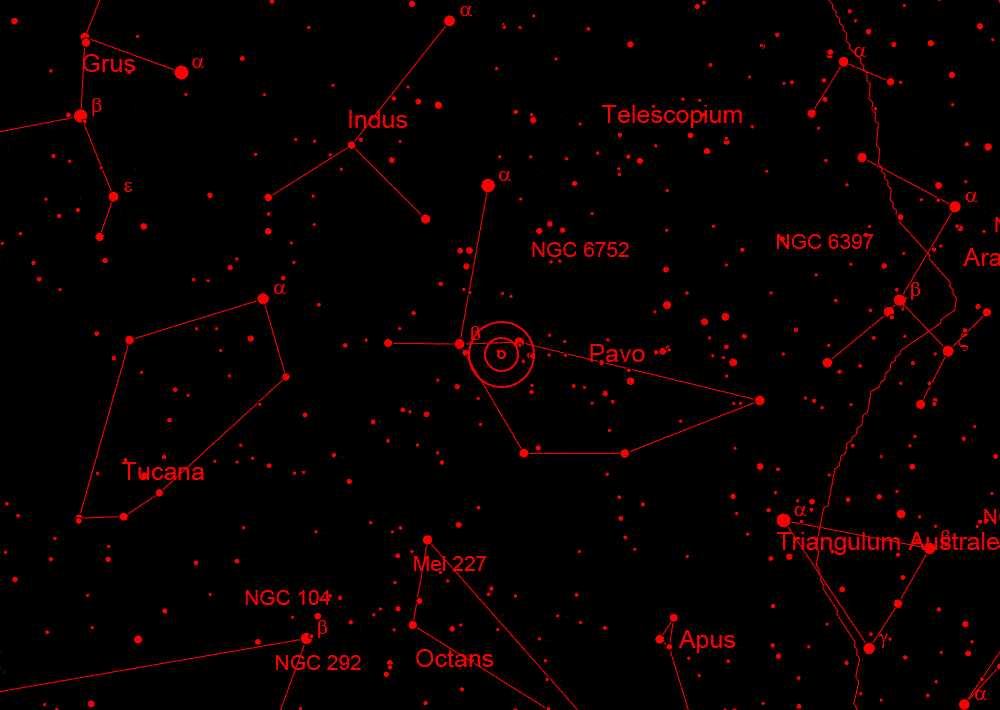 α
Grus
α
α
β
Indus
Telescopium
α
ε
α
NGC 6752
NGC 6397
N
Ara
α
β
β
Pavo
ζ
Tucana
α
N
Triangulum Australe
β
Mel 227
NGC 104
β
γ
Apus
NGC 292
Octans
α